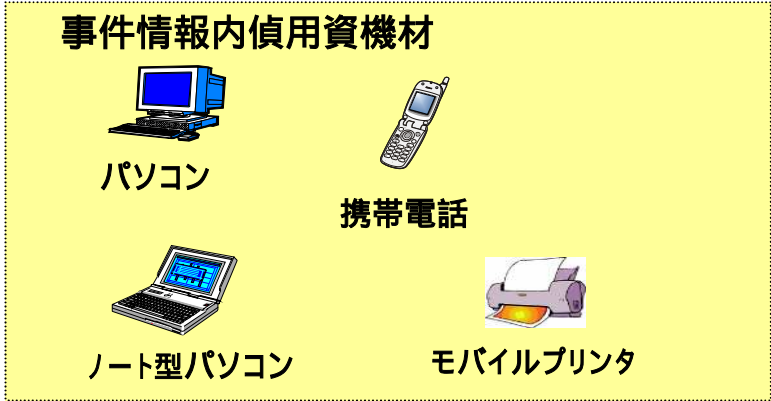 事件情報内偵用資機材
パソコン
携帯電話
ノート型パソコン
モバイルプリンタ